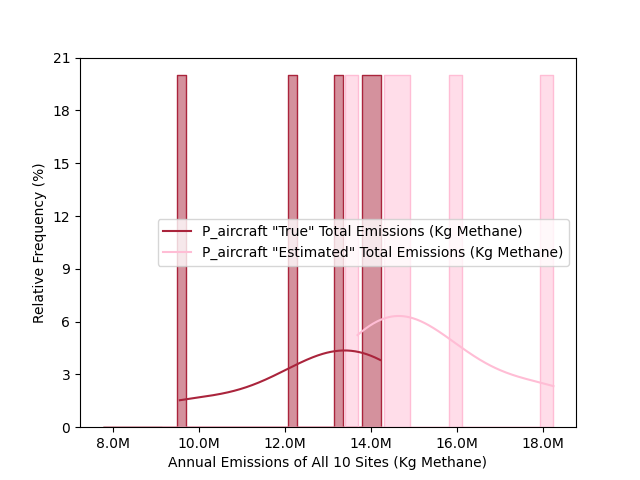 21
18
15
12
9
6
3
0
Relative Frequency (%)
P_aircraft "True" Total Emissions (Kg Methane)
P_aircraft "Estimated" Total Emissions (Kg Methane)
8.0M 10.0M 12.0M 14.0M 16.0M 18.0M
Annual Emissions of All 10 Sites (Kg Methane)